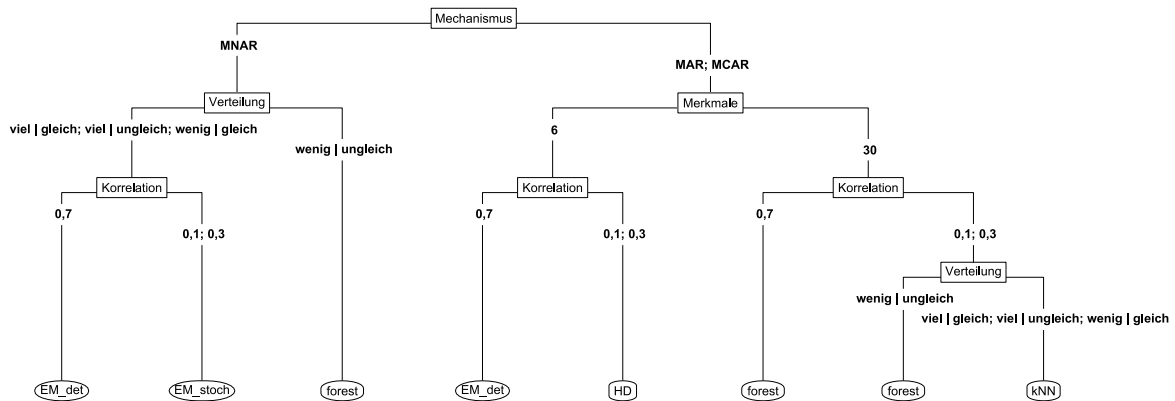 Mechanismus
MNAR
MAR; MCAR
Verteilung
Merkmale
viel | gleich; viel | ungleich; wenig | gleich
wenig | ungleich
6
30
Korrelation
Korrelation
Korrelation
0,7
0,1; 0,3
0,7
0,1; 0,3
0,7
0,1; 0,3
Verteilung
wenig | ungleich
viel | gleich; viel | ungleich; wenig | gleich
EM_det
EM_stoch
forest
EM_det
HD
forest
forest
kNN